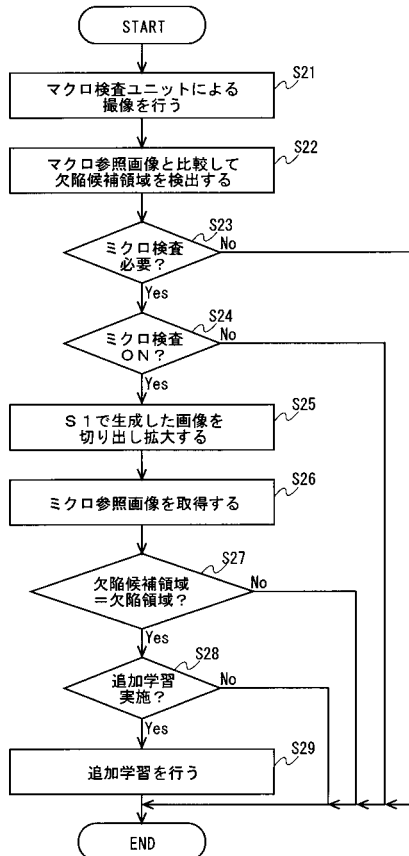 START
S21
マクロ検査ユニットによる
撮像を行う
S22
マクロ参照画像と比較して
欠陥候補領域を検出する
S23
ミクロ検査
必要？
No
Yes
S24
ミクロ検査
ＯＮ？
No
Yes
S25
Ｓ１で生成した画像を
切り出し拡大する
S26
ミクロ参照画像を取得する
S27
欠陥候補領域
＝欠陥領域？
No
Yes
S28
追加学習
実施？
No
Yes
S29
追加学習を行う
END